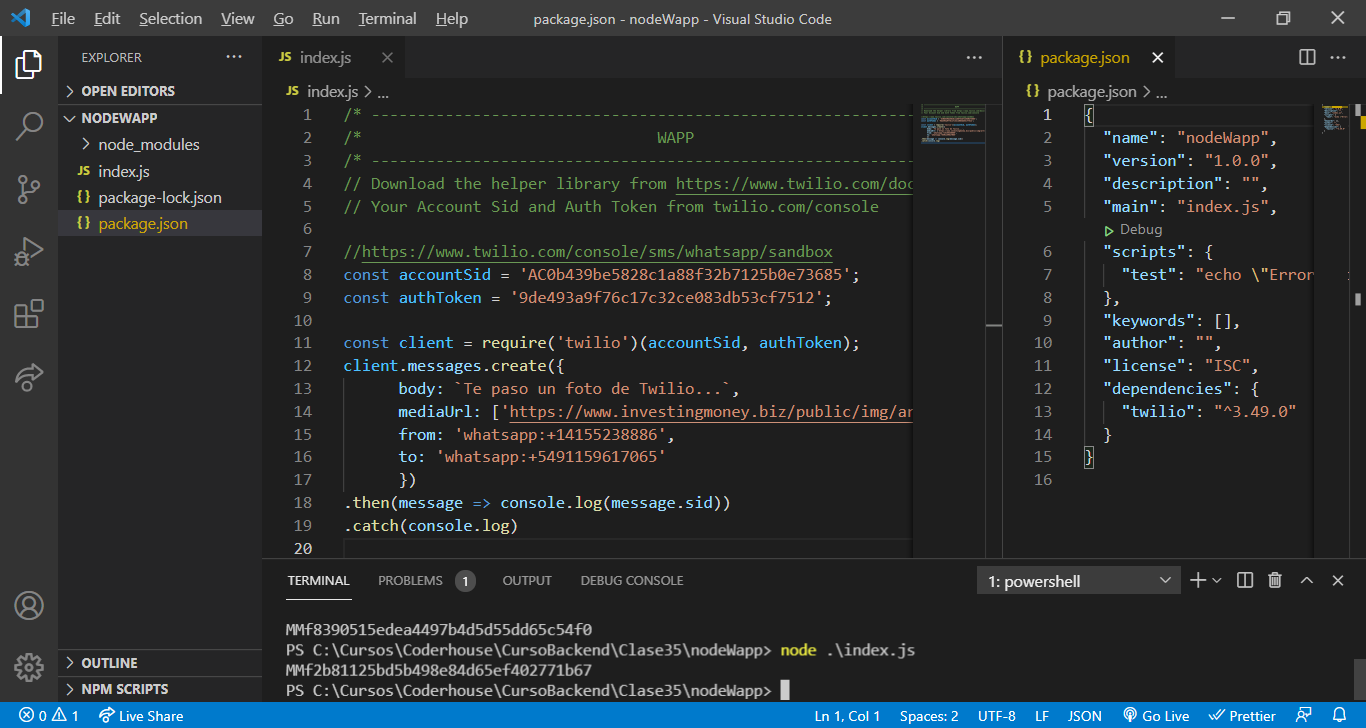 File Edit Selection View Go Run Terminal Help package.json - nodeWapp - Visual Studio Code
EXPLORER
OPEN EDITORS
NODEWAPP
node_modules
JS index.js
{} package-lock.json
{} package.json
OUTLINE
NPM SCRIPTS
JS index.js
JS index.js > ...
1 /* ----------------------------------------------------------
2 /* WAPP
3 /* ----------------------------------------------------------
4 // Download the helper library from https://www.twilio.com/doc
5 // Your Account Sid and Auth Token from twilio.com/console
6
7 //https://www.twilio.com/console/sms/whatsapp/sandbox
8 const accountSid = 'AC0b439be5828c1a88f32b7125b0e73685';
9 const authToken = '9de493a9f76c17c32ce083db53cf7512';
10
11 const client = require('twilio')(accountSid, authToken);
12 client.messages.create({
13 body: `Te paso un foto de Twilio...`,
14 mediaUrl: ['https://www.investingmoney.biz/public/img/ar
15 from: 'whatsapp:+14155238886',
16 to: 'whatsapp:+5491159617065'
17 })
18 .then(message => console.log(message.sid))
19 .catch(console.log)
20
{} package.json
{} package.json > ...
1 {
2 "name": "nodeWapp",
3 "version": "1.0.0",
4 "description": "",
5 "main": "index.js",
Debug
6 "scripts": {
7 "test": "echo \"Error
8 },
9 "keywords": [],
10 "author": "",
11 "license": "ISC",
12 "dependencies": {
13 "twilio": "^3.49.0"
14 }
15 }
16
TERMINAL PROBLEMS 1 OUTPUT DEBUG CONSOLE 1: powershell
MMf8390515edea4497b4d5d55dd65c54f0
PS C:\Cursos\Coderhouse\CursoBackend\Clase35\nodeWapp> node .\index.js
MMf2b81125bd5b498e84d65ef402771b67
PS C:\Cursos\Coderhouse\CursoBackend\Clase35\nodeWapp>
0 1 Live Share Ln 1, Col 1 Spaces: 2 UTF-8 LF JSON Go Live Prettier